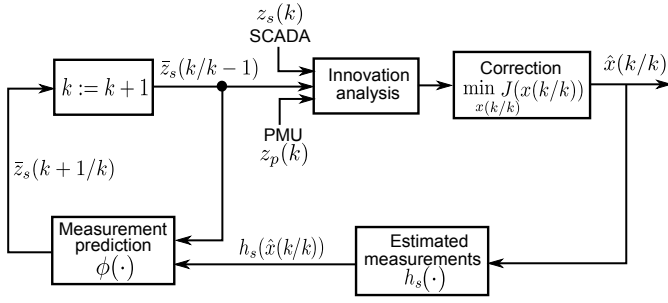 z_s(k)
SCADA
k := k+1
z̄_s(k/k−1)
Innovation
analysis
Correction
min J(x(k/k))
x(k/k)
x̂(k/k)
PMU
z_p(k)
z̄_s(k+1/k)
Measurement
prediction
ϕ(·)
h_s(x̂(k/k))
Estimated
measurements
h_s(·)